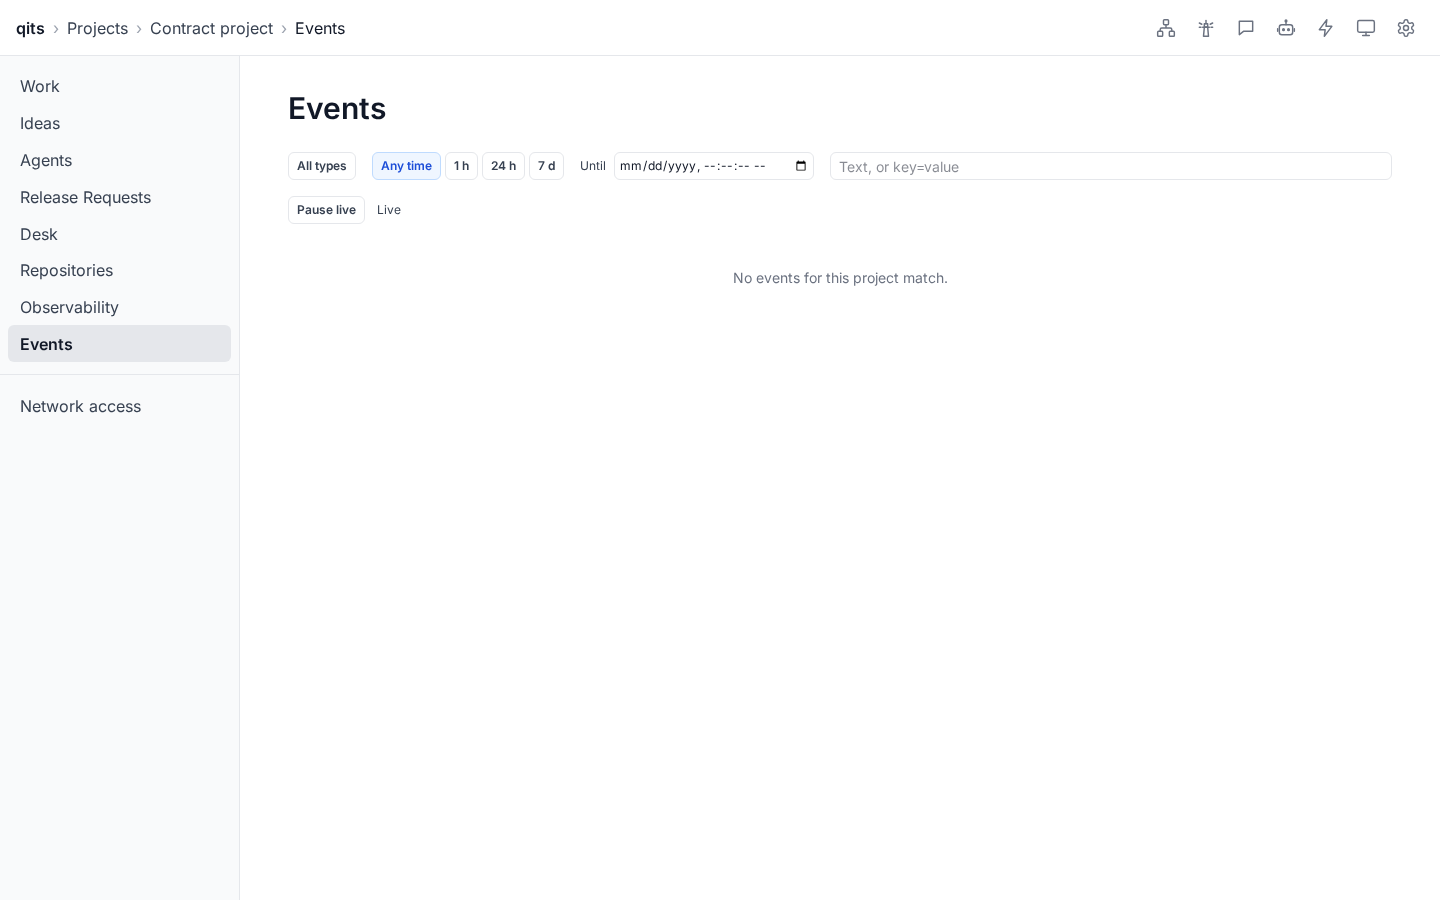 qits › Projects › Contract project › Events
Work
Ideas
Agents
Release Requests
Desk
Repositories
Observability
Events
Network access
Events
All types Any time 1 h 24 h 7 d Until mm/dd/yyyy, --:--:-- -- Text, or key=value
Pause live Live
No events for this project match.